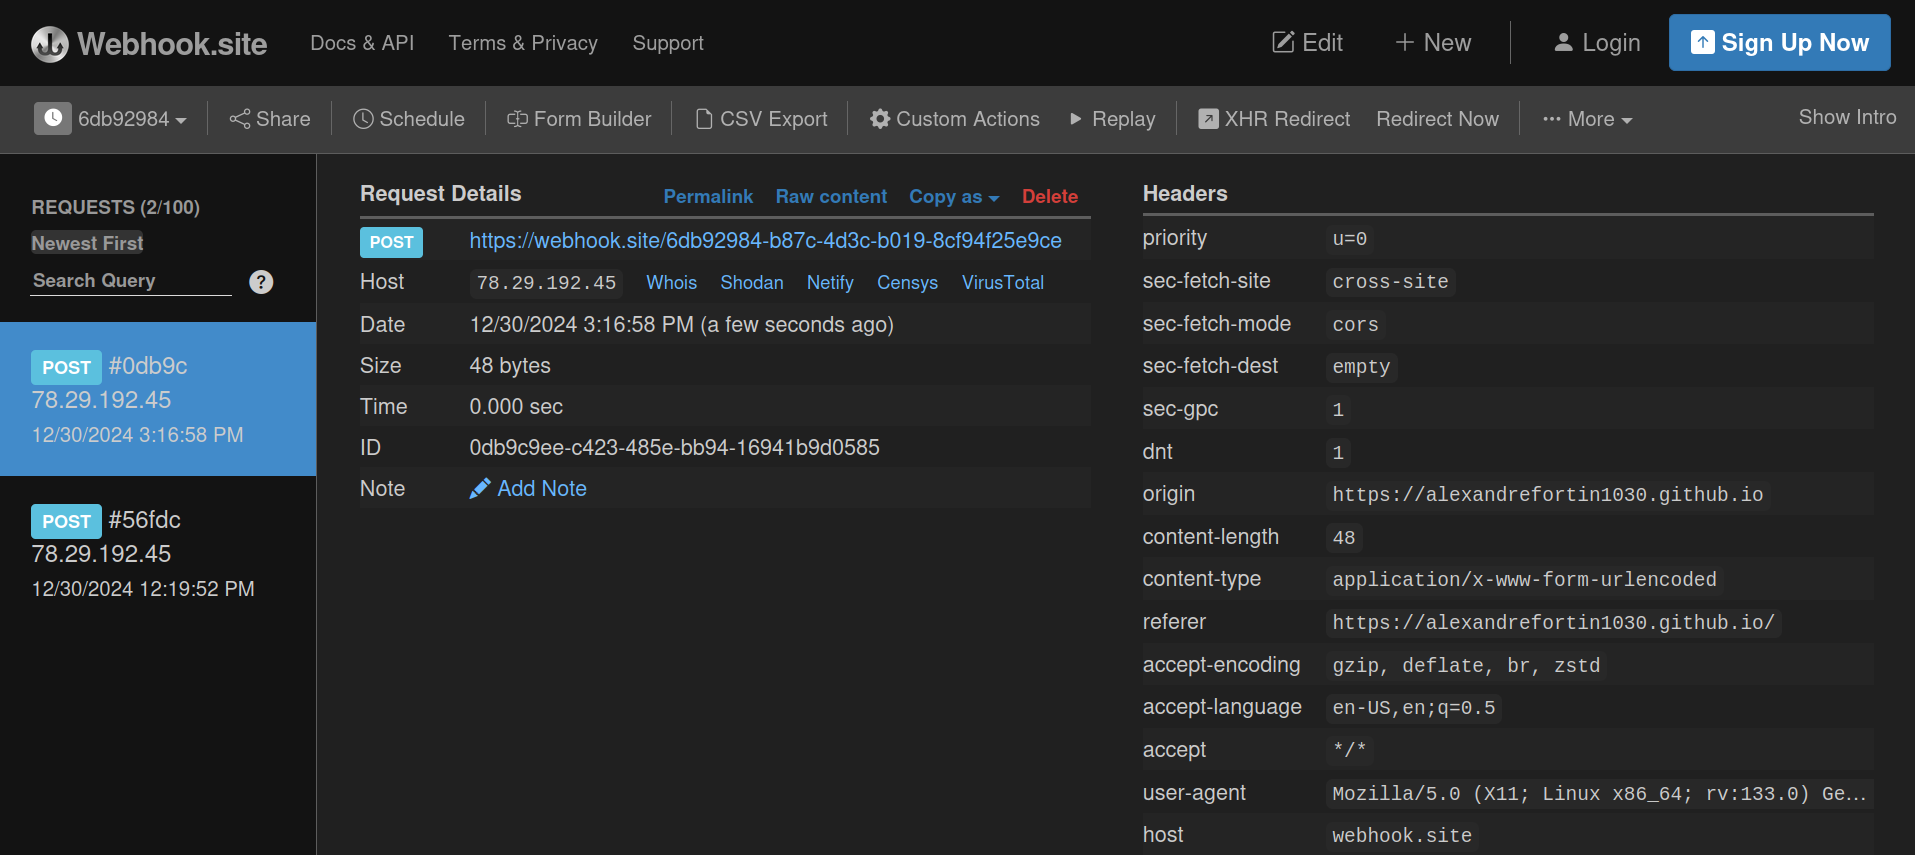 Webhook.site Docs & API Terms & Privacy Support Edit New Login Sign Up Now
6db92984 Share Schedule Form Builder CSV Export Custom Actions Replay XHR Redirect Redirect Now More Show Intro
REQUESTS (2/100)
Newest First
Search Query ?
POST #0db9c
78.29.192.45
12/30/2024 3:16:58 PM
POST #56fdc
78.29.192.45
12/30/2024 12:19:52 PM
Request Details Permalink Raw content Copy as Delete
POST https://webhook.site/6db92984-b87c-4d3c-b019-8cf94f25e9ce
Host 78.29.192.45 Whois Shodan Netify Censys VirusTotal
Date 12/30/2024 3:16:58 PM (a few seconds ago)
Size 48 bytes
Time 0.000 sec
ID 0db9c9ee-c423-485e-bb94-16941b9d0585
Note Add Note
Headers
priority u=0
sec-fetch-site cross-site
sec-fetch-mode cors
sec-fetch-dest empty
sec-gpc 1
dnt 1
origin https://alexandrefortin1030.github.io
content-length 48
content-type application/x-www-form-urlencoded
referer https://alexandrefortin1030.github.io/
accept-encoding gzip, deflate, br, zstd
accept-language en-US,en;q=0.5
accept */*
user-agent Mozilla/5.0 (X11; Linux x86_64; rv:133.0) Ge...
host webhook.site